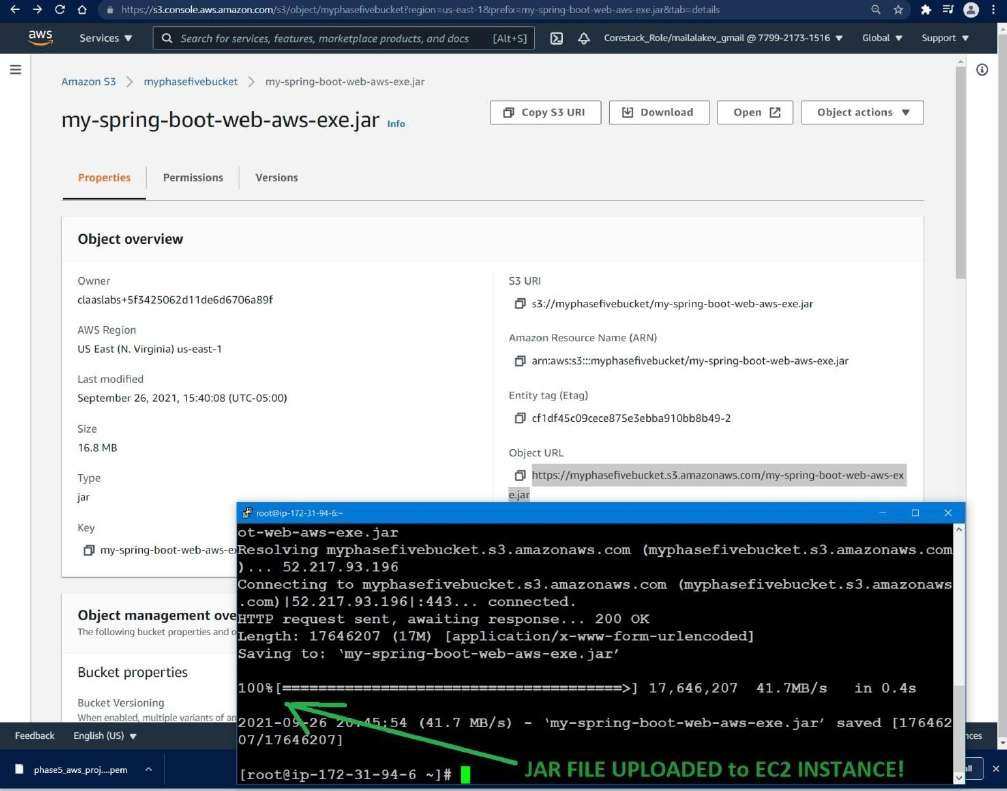 https://s3.console.aws.amazon.com/s3/object/myphasefivebucket?region=us-east-1&prefix=my-spring-boot-web-aws-exe.jar&tab=details
aws
Services ▼
Search for services, features, marketplace products, and docs [Alt+S]
Corestack_Role/mailalakev_gmail @ 7799-2173-1516 ▼
Global ▼
Support ▼
Amazon S3 > myphasefivebucket > my-spring-boot-web-aws-exe.jar
my-spring-boot-web-aws-exe.jar Info
Copy S3 URI
Download
Open
Object actions ▼
Properties
Permissions
Versions
Object overview
Owner
claaslabs+5f3425062d11de6d6706a89f
AWS Region
US East (N. Virginia) us-east-1
Last modified
September 26, 2021, 15:40:08 (UTC-05:00)
Size
16.8 MB
Type
jar
Key
my-spring-boot-web-aws-ex
S3 URI
s3://myphasefivebucket/my-spring-boot-web-aws-exe.jar
Amazon Resource Name (ARN)
arn:aws:s3:::myphasefivebucket/my-spring-boot-web-aws-exe.jar
Entity tag (Etag)
cf1df45c09cece875e3ebba910bb8b49-2
Object URL
https://myphasefivebucket.s3.amazonaws.com/my-spring-boot-web-aws-ex
e.jar
Object management ove
The following bucket properties and o
Bucket properties
Bucket Versioning
When enabled, multiple variants of an
root@ip-172-31-94-6:~
ot-web-aws-exe.jar
Resolving myphasefivebucket.s3.amazonaws.com (myphasefivebucket.s3.amazonaws.com
)... 52.217.93.196
Connecting to myphasefivebucket.s3.amazonaws.com (myphasefivebucket.s3.amazonaws
.com)|52.217.93.196|:443... connected.
HTTP request sent, awaiting response... 200 OK
Length: 17646207 (17M) [application/x-www-form-urlencoded]
Saving to: ‘my-spring-boot-web-aws-exe.jar’
100%[======================================>] 17,646,207 41.7MB/s in 0.4s
2021-09-26 20:45:54 (41.7 MB/s) - ‘my-spring-boot-web-aws-exe.jar’ saved [176462
07/17646207]
[root@ip-172-31-94-6 ~]#
JAR FILE UPLOADED to EC2 INSTANCE!
Feedback
English (US) ▼
nces
phase5_aws_proj....pem
all